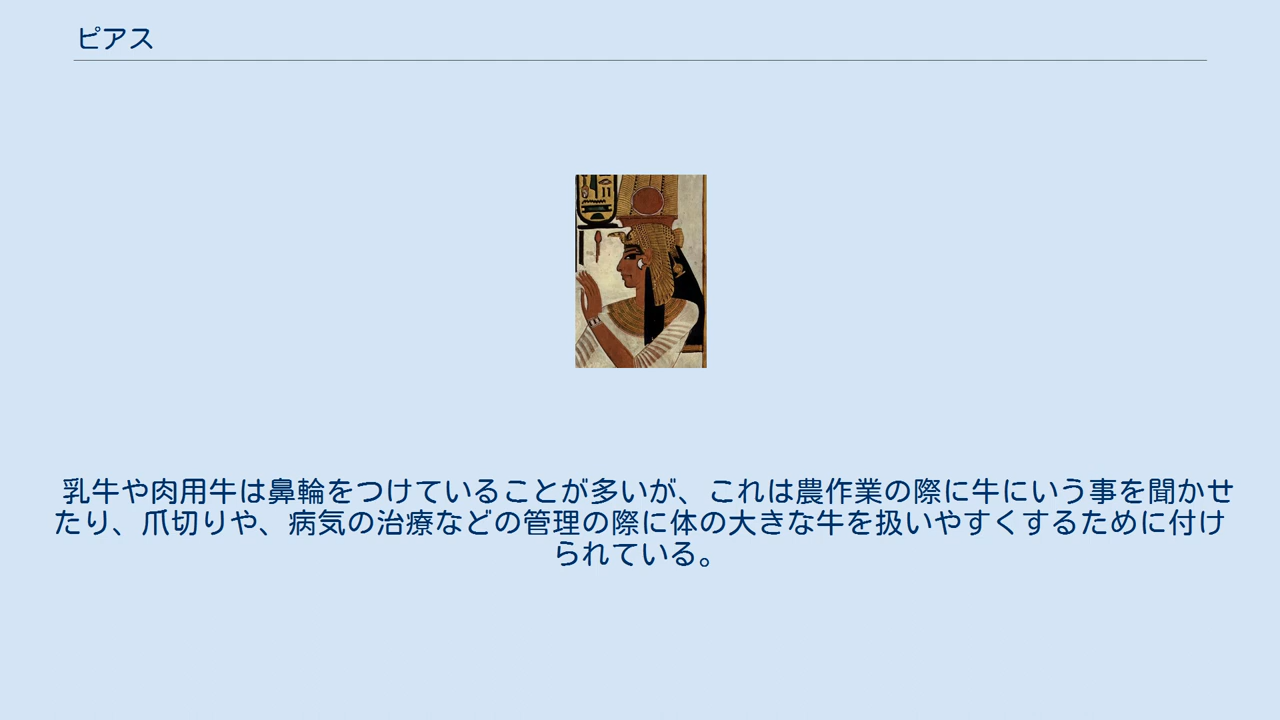 ピアス
乳牛や肉用牛は鼻輪をつけていることが多いが、これは農作業の際に牛にいう事を聞かせ
たり、爪切りや、病気の治療などの管理の際に体の大きな牛を扱いやすくするために付け
られている。